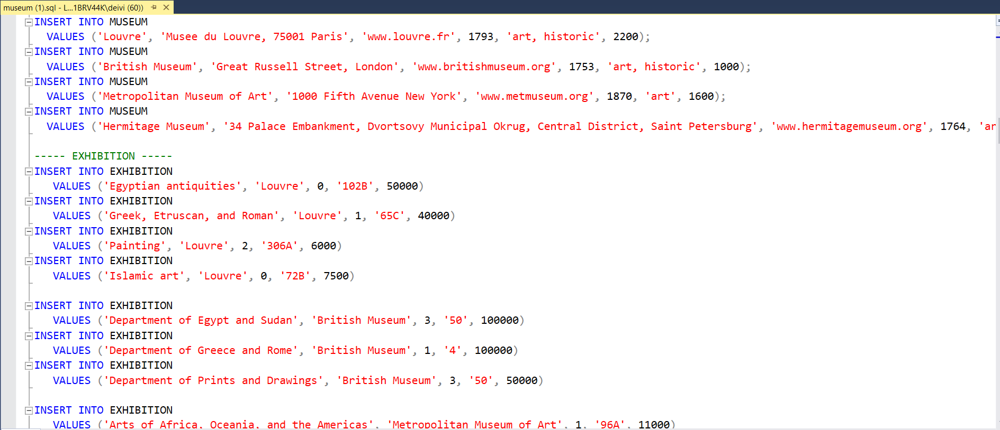 museum (1).sql - L...1BRV44K\deivi (60))
INSERT INTO MUSEUM
VALUES ('Louvre', 'Musee du Louvre, 75001 Paris', 'www.louvre.fr', 1793, 'art, historic', 2200);
INSERT INTO MUSEUM
VALUES ('British Museum', 'Great Russell Street, London', 'www.britishmuseum.org', 1753, 'art, historic', 1000);
INSERT INTO MUSEUM
VALUES ('Metropolitan Museum of Art', '1000 Fifth Avenue New York', 'www.metmuseum.org', 1870, 'art', 1600);
INSERT INTO MUSEUM
VALUES ('Hermitage Museum', '34 Palace Embankment, Dvortsovy Municipal Okrug, Central District, Saint Petersburg', 'www.hermitagemuseum.org', 1764, 'ar
----- EXHIBITION -----
INSERT INTO EXHIBITION
VALUES ('Egyptian antiquities', 'Louvre', 0, '102B', 50000)
INSERT INTO EXHIBITION
VALUES ('Greek, Etruscan, and Roman', 'Louvre', 1, '65C', 40000)
INSERT INTO EXHIBITION
VALUES ('Painting', 'Louvre', 2, '306A', 6000)
INSERT INTO EXHIBITION
VALUES ('Islamic art', 'Louvre', 0, '72B', 7500)
INSERT INTO EXHIBITION
VALUES ('Department of Egypt and Sudan', 'British Museum', 3, '50', 100000)
INSERT INTO EXHIBITION
VALUES ('Department of Greece and Rome', 'British Museum', 1, '4', 100000)
INSERT INTO EXHIBITION
VALUES ('Department of Prints and Drawings', 'British Museum', 3, '50', 50000)
INSERT INTO EXHIBITION
VALUES ('Arts of Africa, Oceania, and the Americas', 'Metropolitan Museum of Art', 1, '96A', 11000)